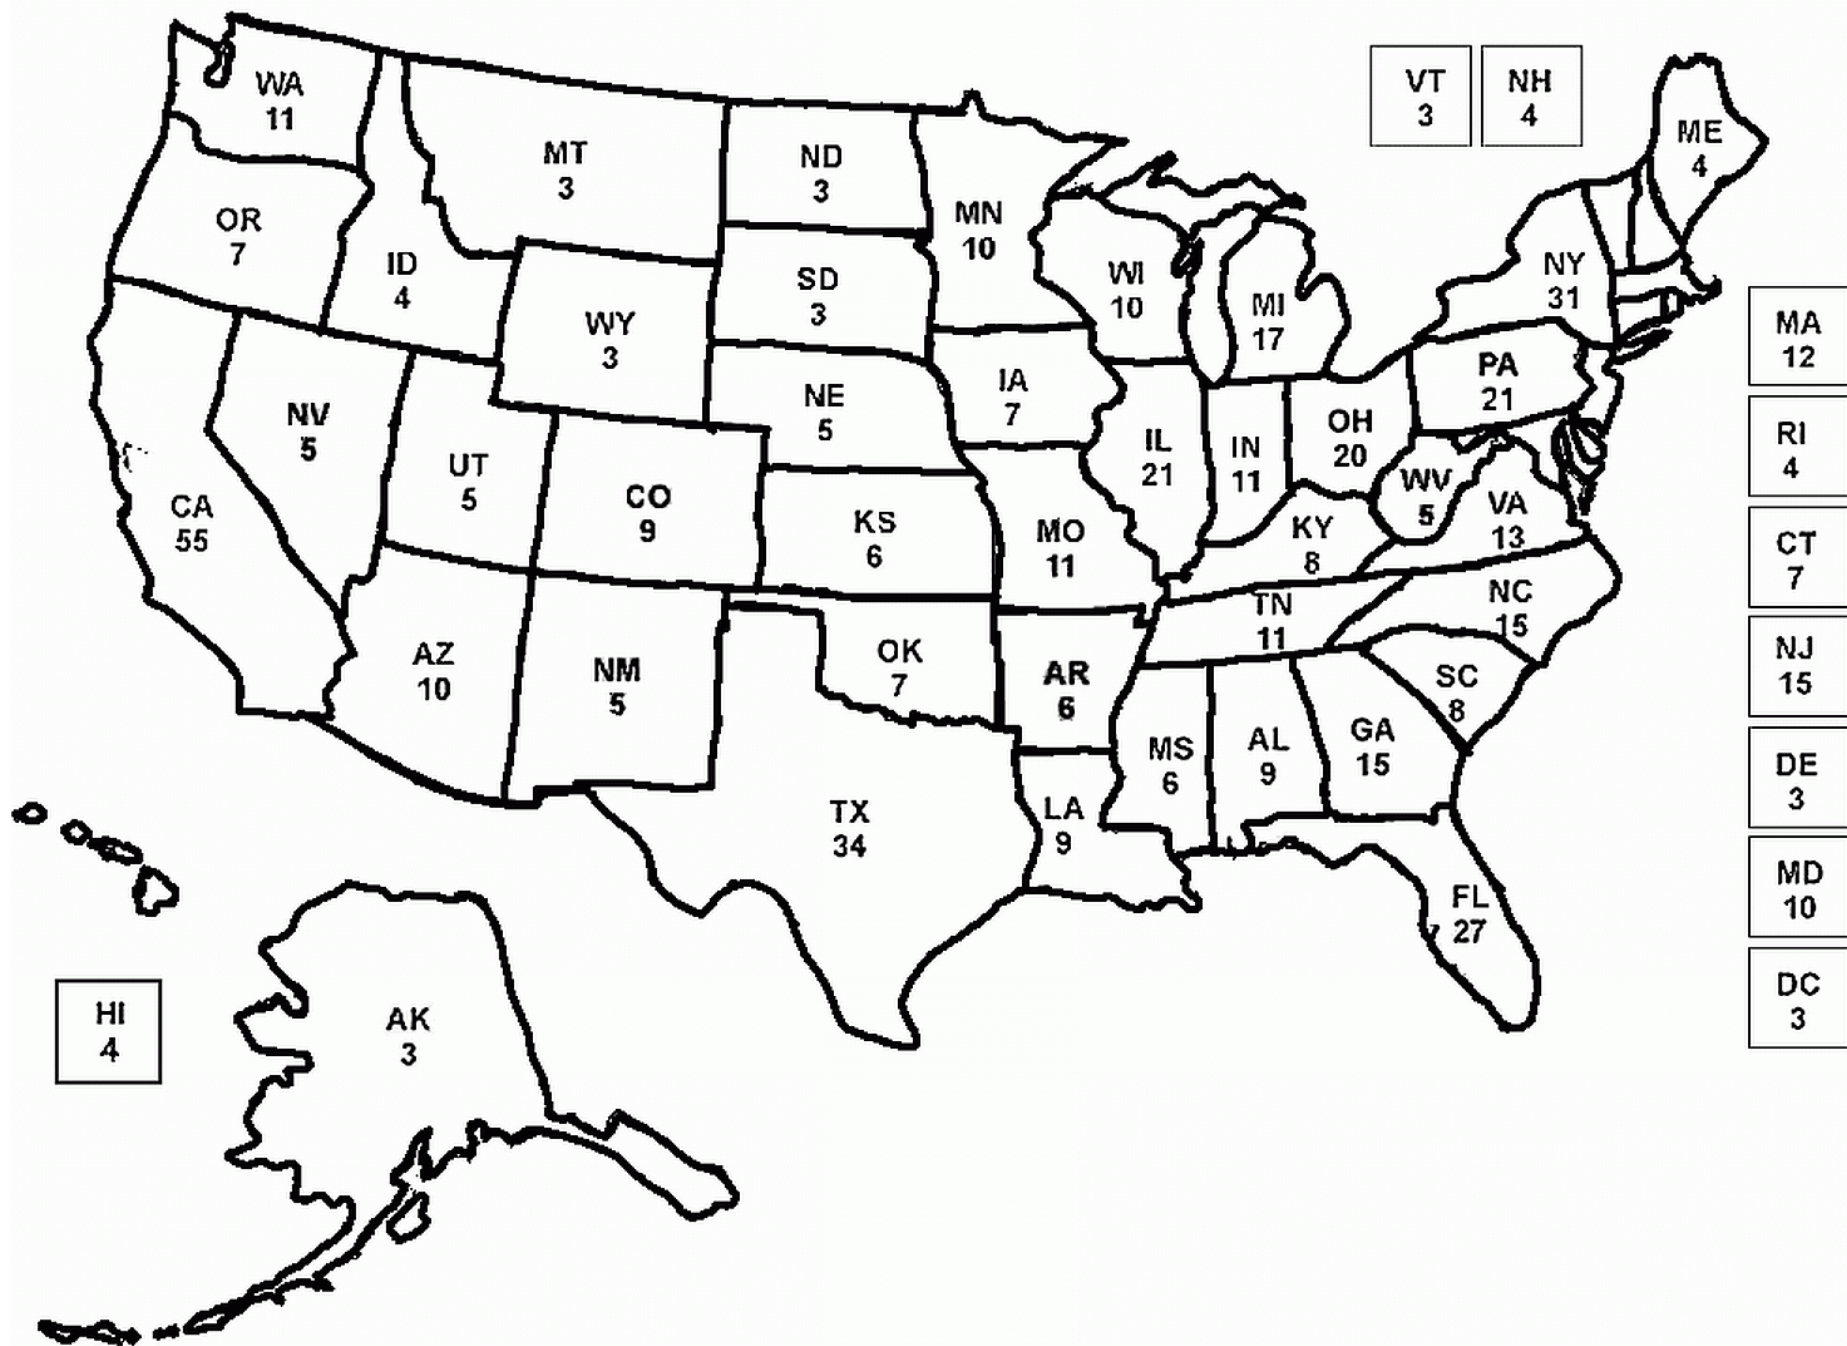 WA
11
OR
7
CA
55
ID
4
NV
5
MT
3
WY
3
UT
5
CO
9
AZ
10
NM
5
ND
3
SD
3
NE
5
KS
6
OK
7
TX
34
MN
10
IA
7
MO
11
AR
6
LA
9
WI
10
IL
21
MI
17
IN
11
OH
20
KY
8
TN
11
MS
6
AL
9
GA
15
FL
27
SC
8
NC
15
VA
13
WV
5
PA
21
NY
31
VT
3
NH
4
ME
4
MA
12
RI
4
CT
7
NJ
15
DE
3
MD
10
DC
3
HI
4
AK
3